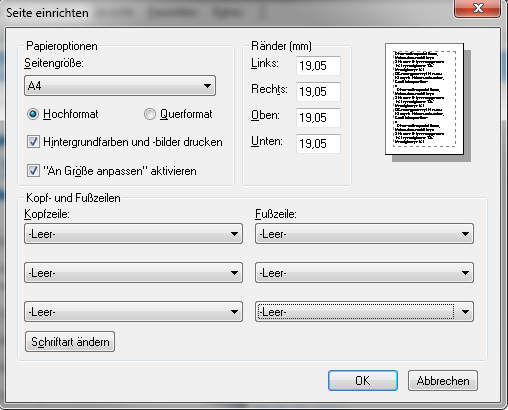 Seite einrichten
Papieroptionen
Seitengröße:
A4
Hochformat
Querformat
Hintergrundfarben und -bilder drucken
"An Größe anpassen" aktivieren
Ränder (mm)
Links: 19,05
Rechts: 19,05
Oben: 19,05
Unten: 19,05
Kopf- und Fußzeilen
Kopfzeile:
Fußzeile:
-Leer-
-Leer-
-Leer-
-Leer-
-Leer-
-Leer-
Schriftart ändern
OK
Abbrechen